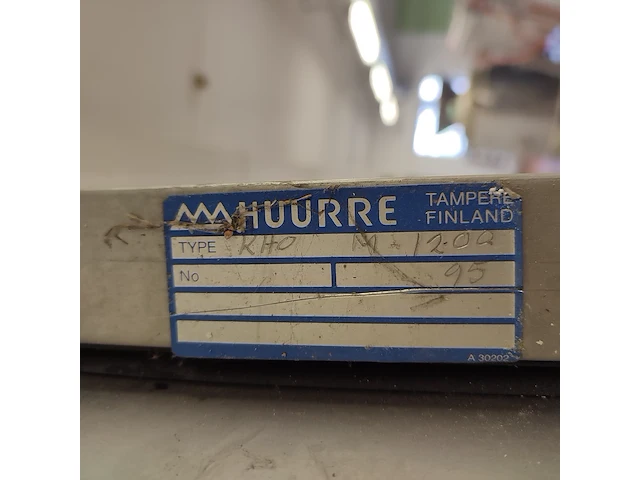 HUURRE TAMPERE
FINLAND
TYPE KHO M-1200
No 95
A 30202